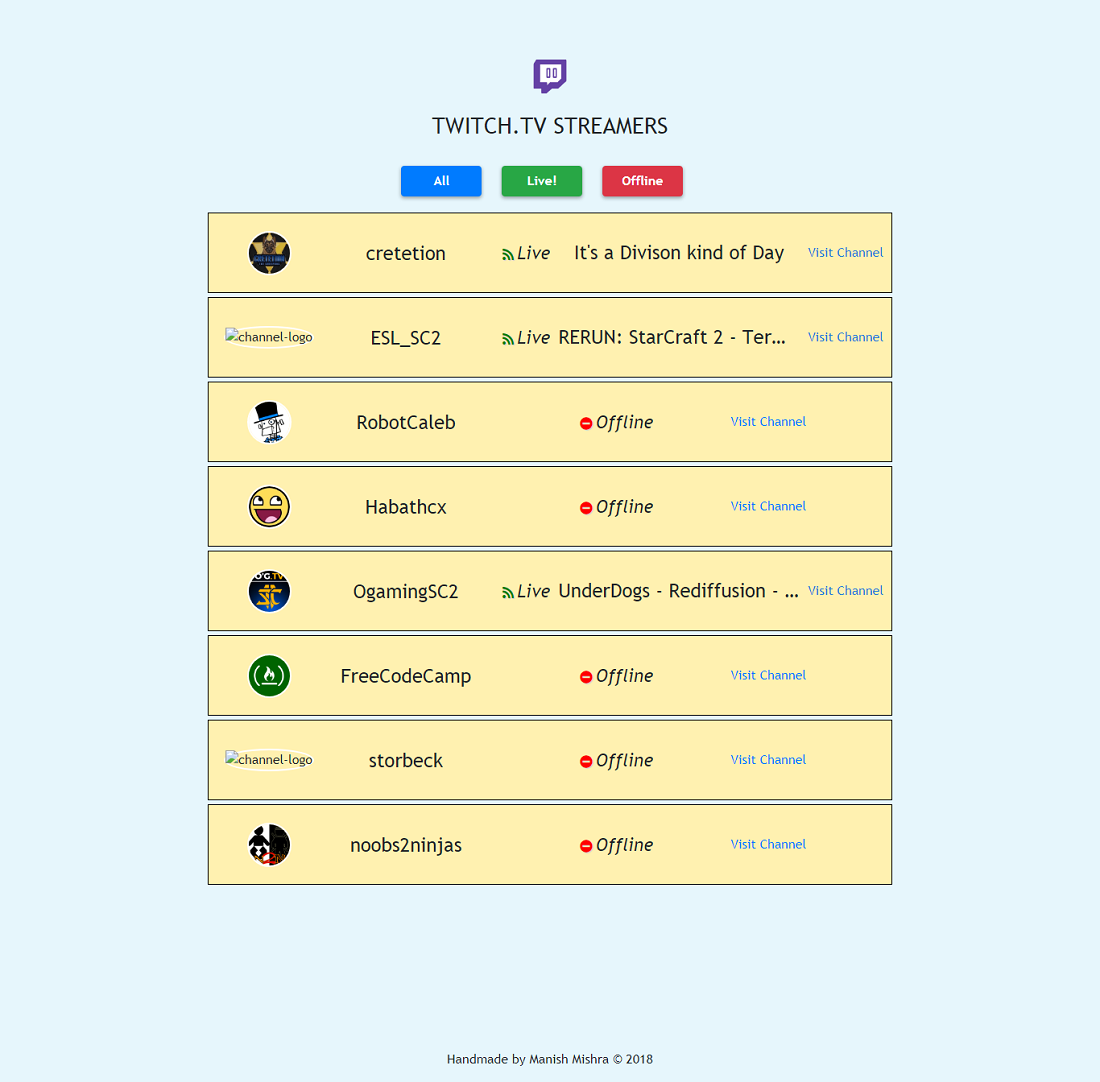 TWITCH.TV STREAMERS
All Live! Offline
cretetion Live It's a Divison kind of Day Visit Channel
channel-logo ESL_SC2 Live RERUN: StarCraft 2 - Ter... Visit Channel
RobotCaleb Offline Visit Channel
Habathcx Offline Visit Channel
O'G.TV OgamingSC2 Live UnderDogs - Rediffusion - ... Visit Channel
FreeCodeCamp Offline Visit Channel
channel-logo storbeck Offline Visit Channel
noobs2ninjas Offline Visit Channel
Handmade by Manish Mishra © 2018